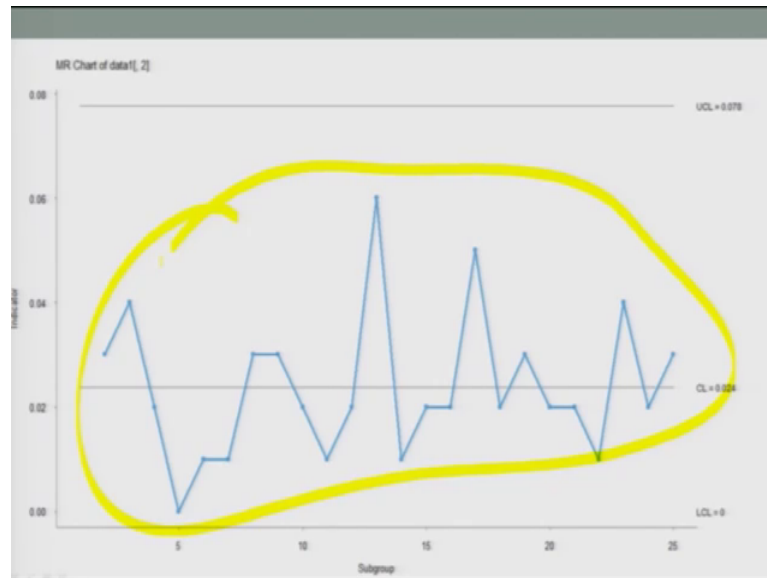 MR Chart of data1[, 2]
0.08
UCL = 0.078
0.06
0.04
Indicator
CL = 0.024
0.02
0.00
LCL = 0
5
10
15
20
25
Subgroup